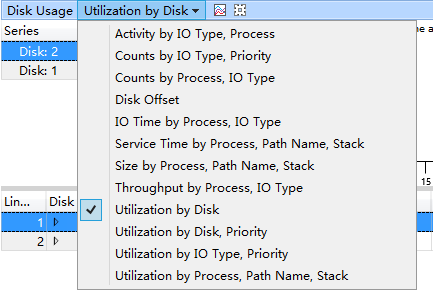 Disk Usage Utilization by Disk
Series
Disk: 2
Disk: 1
Activity by IO Type, Process
Counts by IO Type, Priority
Counts by Process, IO Type
Disk Offset
IO Time by Process, IO Type
Service Time by Process, Path Name, Stack
Size by Process, Path Name, Stack
Throughput by Process, IO Type
Utilization by Disk
Utilization by Disk, Priority
Utilization by IO Type, Priority
Utilization by Process, Path Name, Stack
e a
15
Lin... Disk
1
2